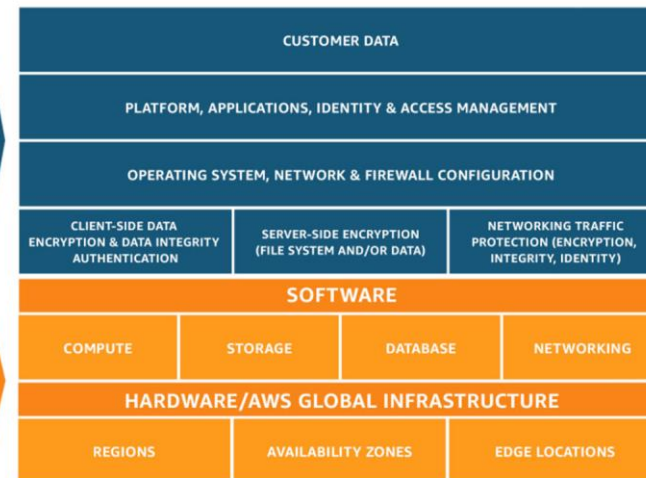 CUSTOMER DATA
PLATFORM, APPLICATIONS, IDENTITY & ACCESS MANAGEMENT
OPERATING SYSTEM, NETWORK & FIREWALL CONFIGURATION
CLIENT-SIDE DATA
ENCRYPTION & DATA INTEGRITY
AUTHENTICATION
SERVER-SIDE ENCRYPTION
(FILE SYSTEM AND/OR DATA)
NETWORKING TRAFFIC
PROTECTION (ENCRYPTION,
INTEGRITY, IDENTITY)
SOFTWARE
COMPUTE
STORAGE
DATABASE
NETWORKING
HARDWARE/AWS GLOBAL INFRASTRUCTURE
REGIONS
AVAILABILITY ZONES
EDGE LOCATIONS